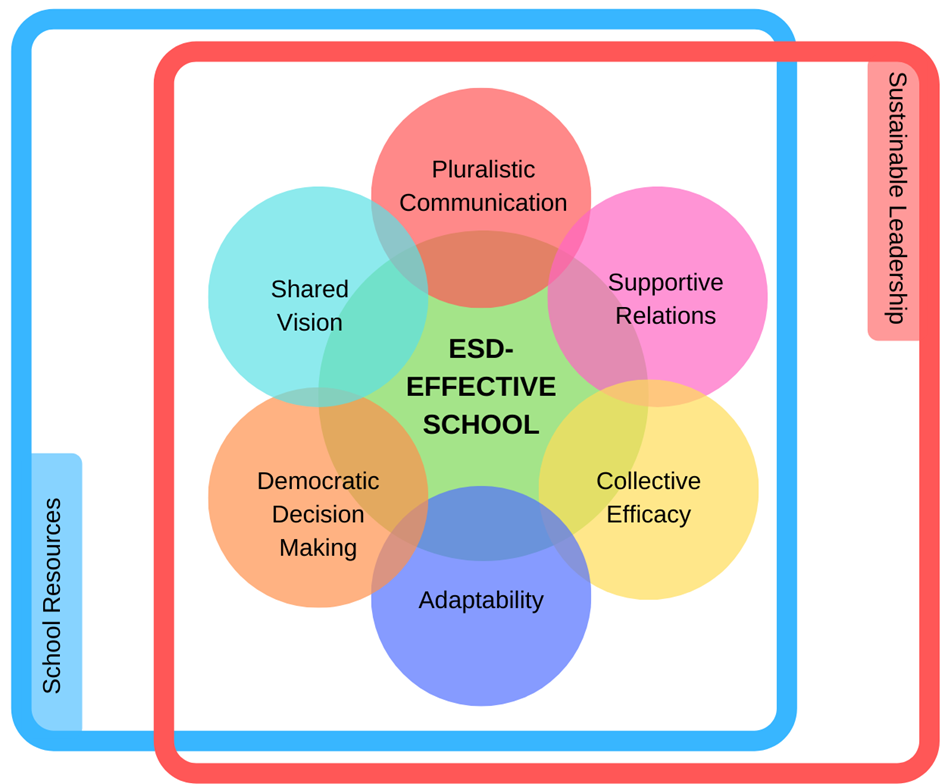 Pluralistic
Communication
Sustainable Leadership
Shared
Vision
Supportive
Relations
ESD-
EFFECTIVE
SCHOOL
Democratic
Decision
Making
Collective
Efficacy
Adaptability
School Resources